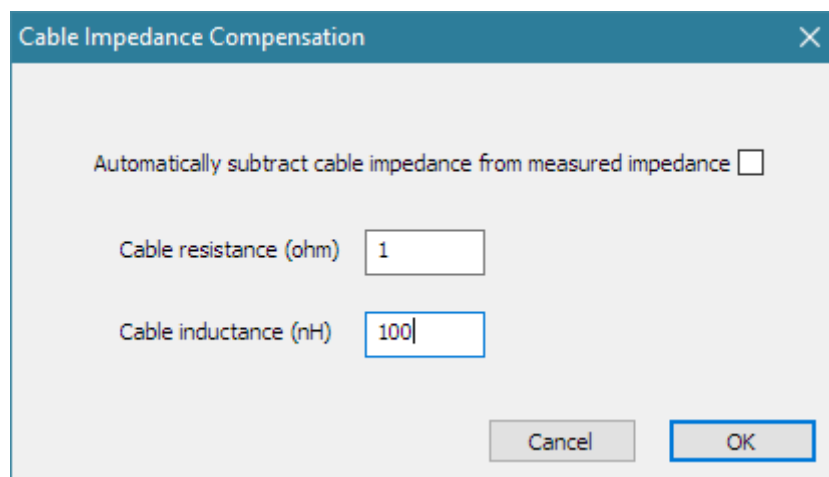 Cable Impedance Compensation
Automatically subtract cable impedance from measured impedance
Cable resistance (ohm) 1
Cable inductance (nH) 100
Cancel OK